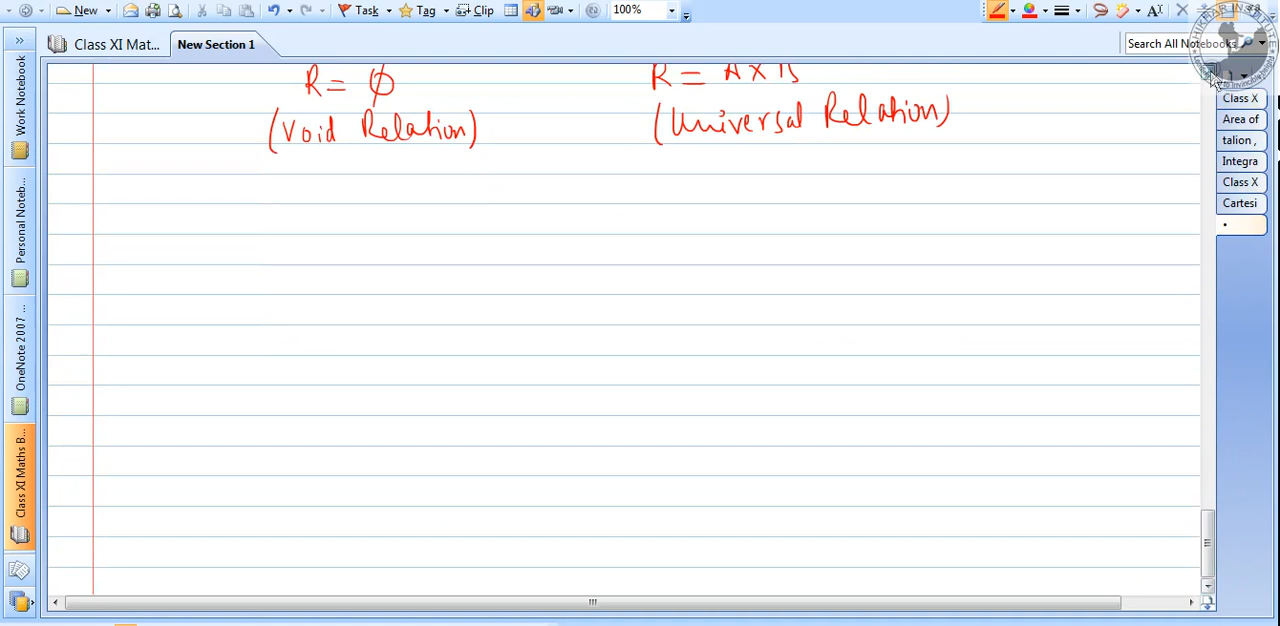 New Task Tag Clip 100%
Class XI Mat... New Section 1 Search All Notebooks
R = φ R = A × B
(Void Relation) (Universal Relation)
Work Notebook
Personal Noteb...
OneNote 2007 ...
Class XI Maths B...
Class X
Area of
talion ,
Integra
Class X
Cartesi